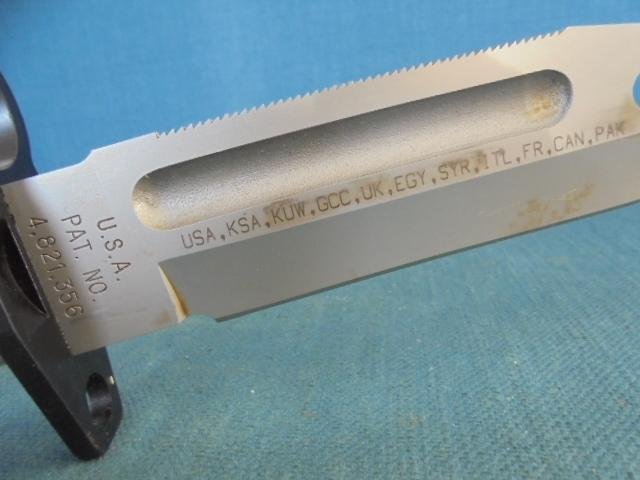 U.S.A.
PAT. NO.
4,821,356
USA,KSA,KUW,GCC,UK,EGY,SYR,ITL,FR,CAN,PAK